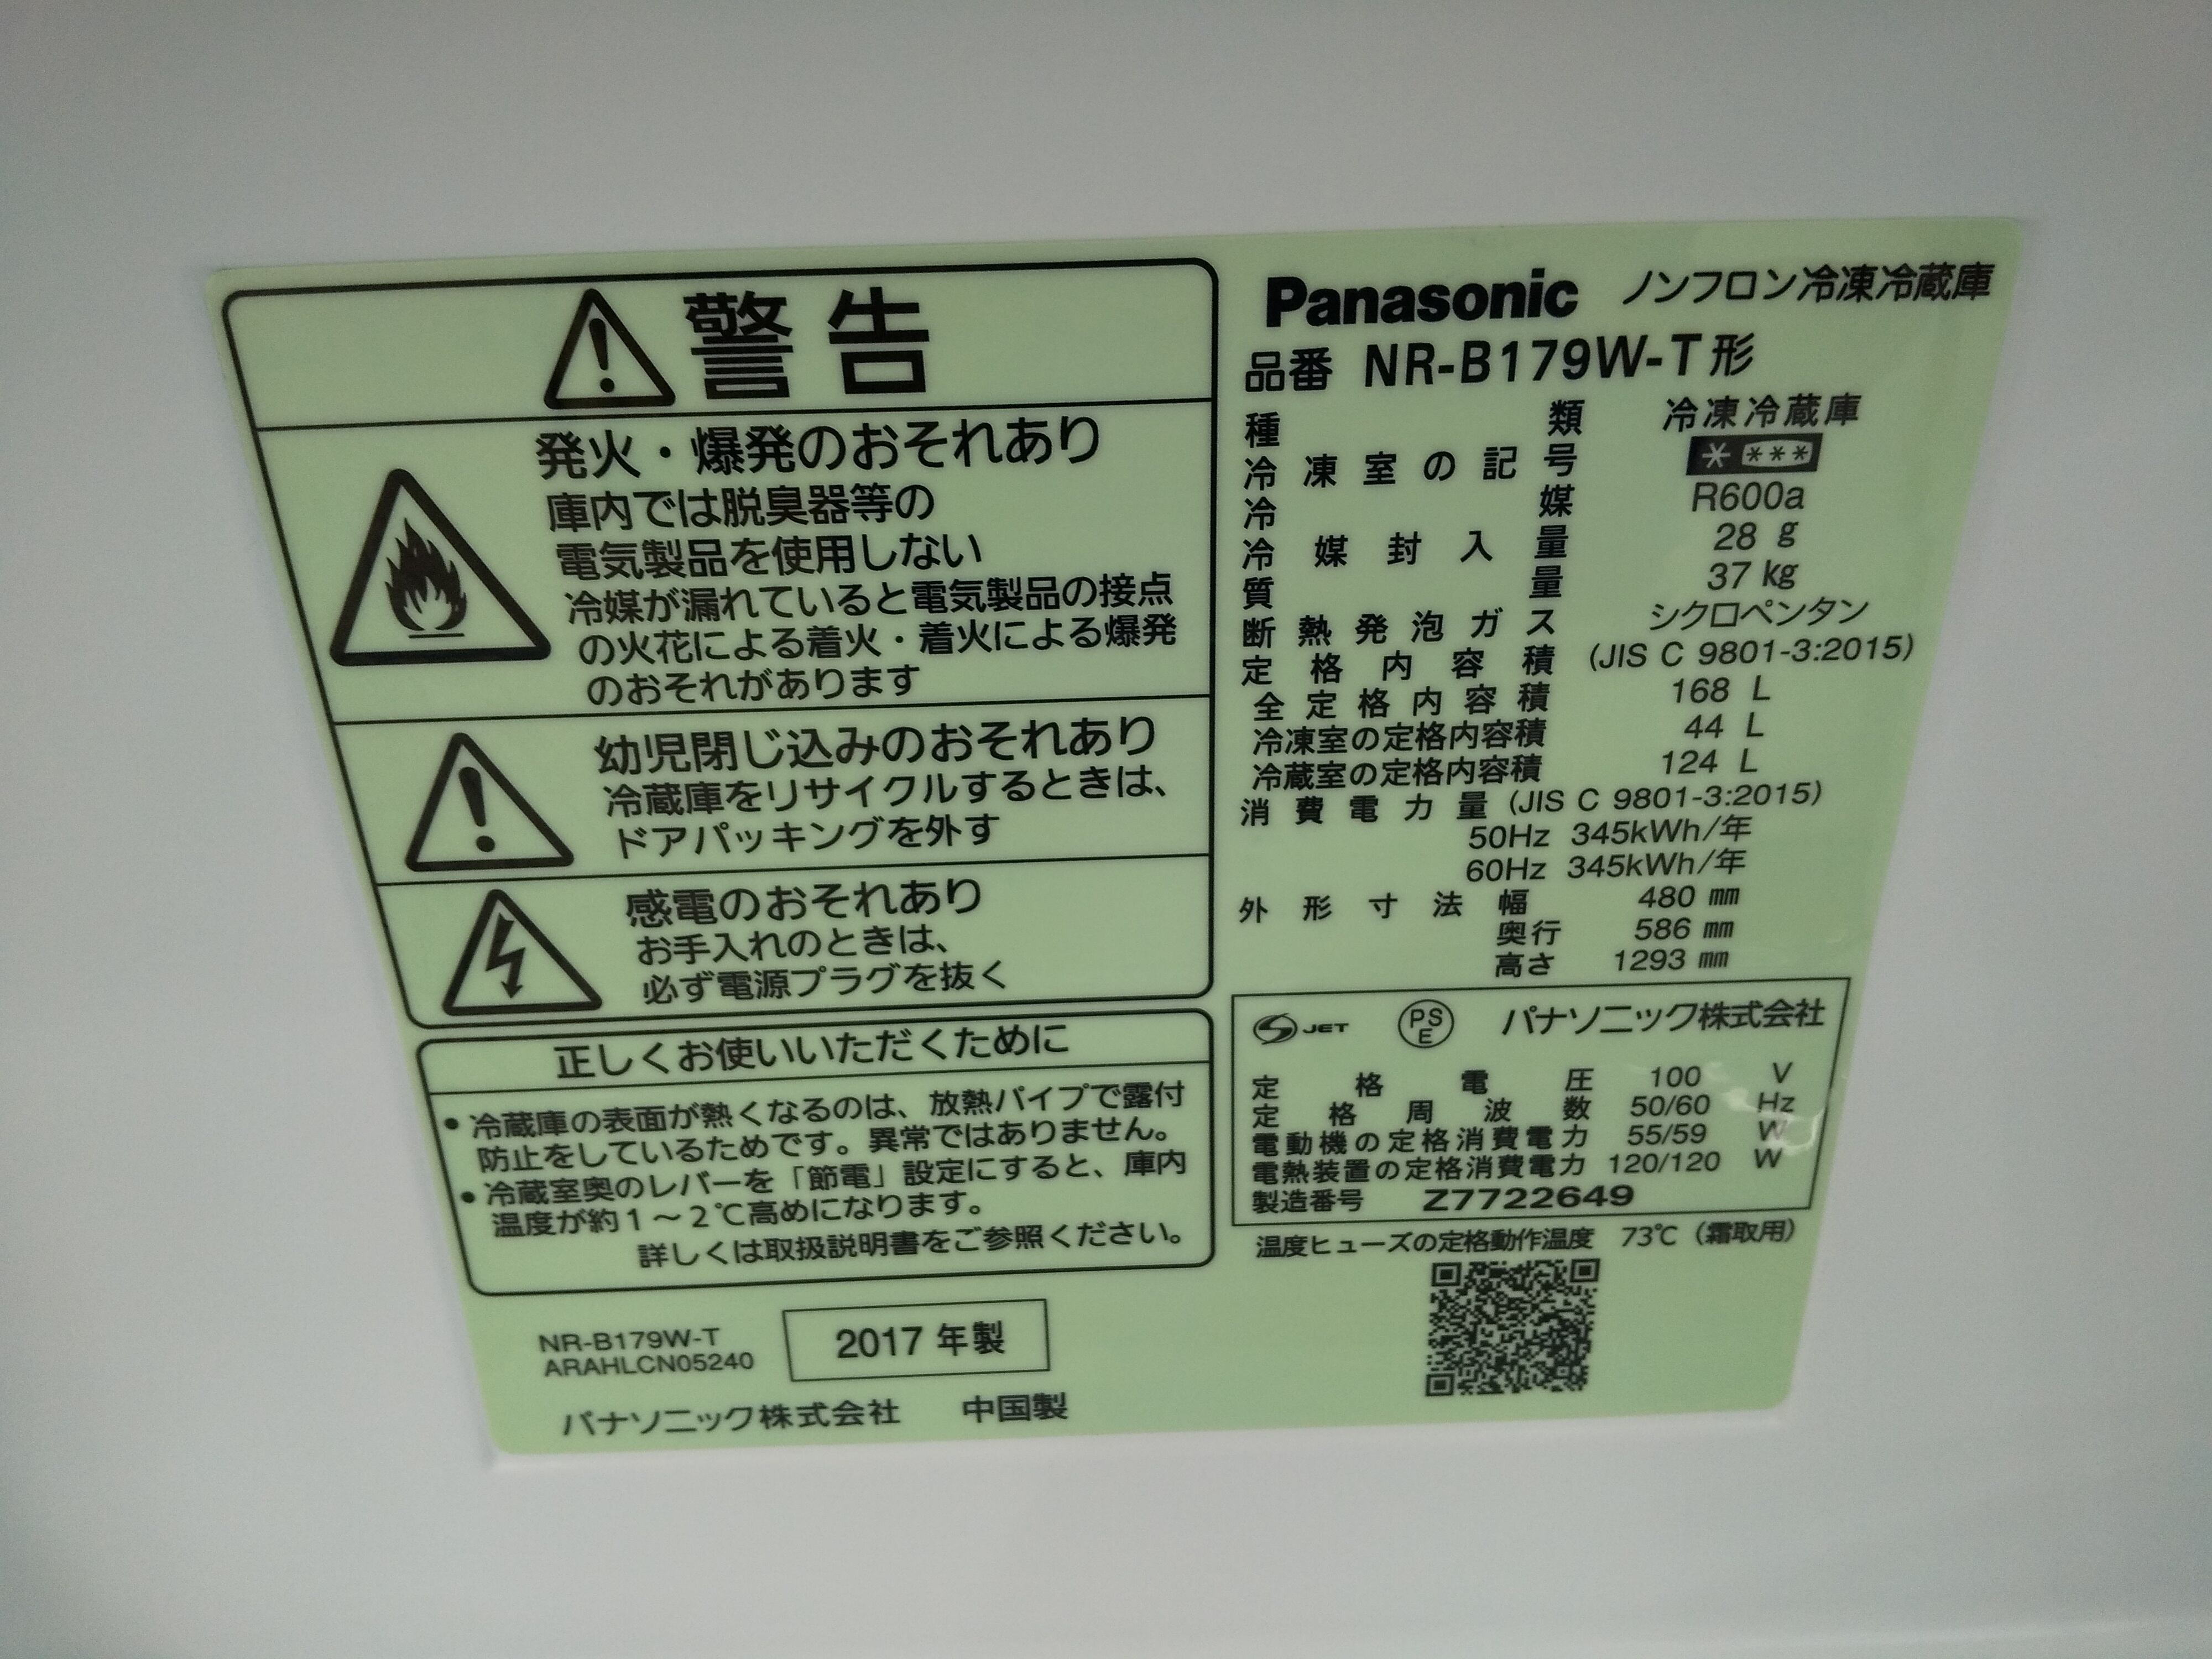 警告
発火・爆発のおそれあり
庫内では脱臭器等の
電気製品を使用しない
冷媒が漏れていると電気製品の接点
の火花による着火・着火による爆発
のおそれがあります
幼児閉じ込みのおそれあり
冷蔵庫をリサイクルするときは、
ドアパッキングを外す
感電のおそれあり
お手入れのときは、
必ず電源プラグを抜く
正しくお使いいただくために
•冷蔵庫の表面が熱くなるのは、放熱パイプで露付
防止をしているためです。異常ではありません。
•冷蔵室奥のレバーを「節電」設定にすると、庫内
温度が約1～2℃高めになります。
詳しくは取扱説明書をご参照ください。
NR-B179W-T
ARAHLCN05240
2017年製
パナソニック株式会社 中国製
Panasonic ノンフロン冷凍冷蔵庫
品番 NR-B179W-T形
種類 冷凍冷蔵庫
冷凍室の記号 * ***
冷媒 R600a
冷媒封入量 28 g
質量 37 kg
断熱発泡ガス シクロペンタン
定格内容積 (JIS C 9801-3:2015)
全定格内容積 168 L
冷凍室の定格内容積 44 L
冷蔵室の定格内容積 124 L
消費電力量 (JIS C 9801-3:2015)
50Hz 345kWh/年
60Hz 345kWh/年
外形寸法 幅 480 mm
奥行 586 mm
高さ 1293 mm
S JET PSE パナソニック株式会社
定格電圧 100 V
定格周波数 50/60 Hz
電動機の定格消費電力 55/59 W
電熱装置の定格消費電力 120/120 W
製造番号 Z7722649
温度ヒューズの定格動作温度 73℃(霜取用)